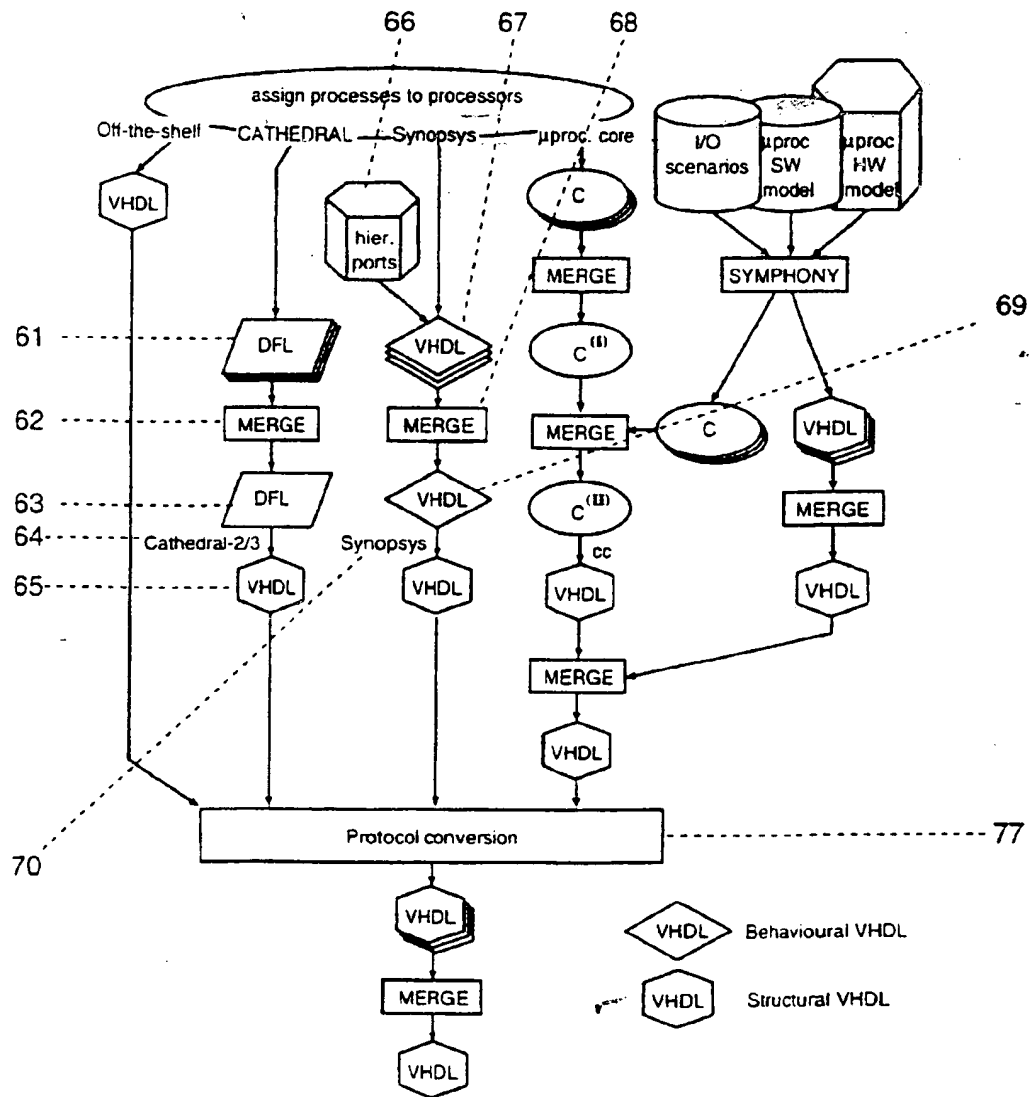 66 67 68
assign processes to processors
Off-the-shelf CATHEDRAL Synopsys μproc. core
I/O scenarios
μproc SW model
μproc HW model
VHDL
C
hier. ports
MERGE
SYMPHONY
69
61
DFL
VHDL
C(I)
62
MERGE
MERGE
MERGE
C
VHDL
63
DFL
VHDL
C(II)
MERGE
64
Cathedral-2/3
Synopsys
cc
65
VHDL
VHDL
VHDL
VHDL
MERGE
VHDL
Protocol conversion
77
70
VHDL
VHDL Behavioural VHDL
MERGE
VHDL Structural VHDL
VHDL